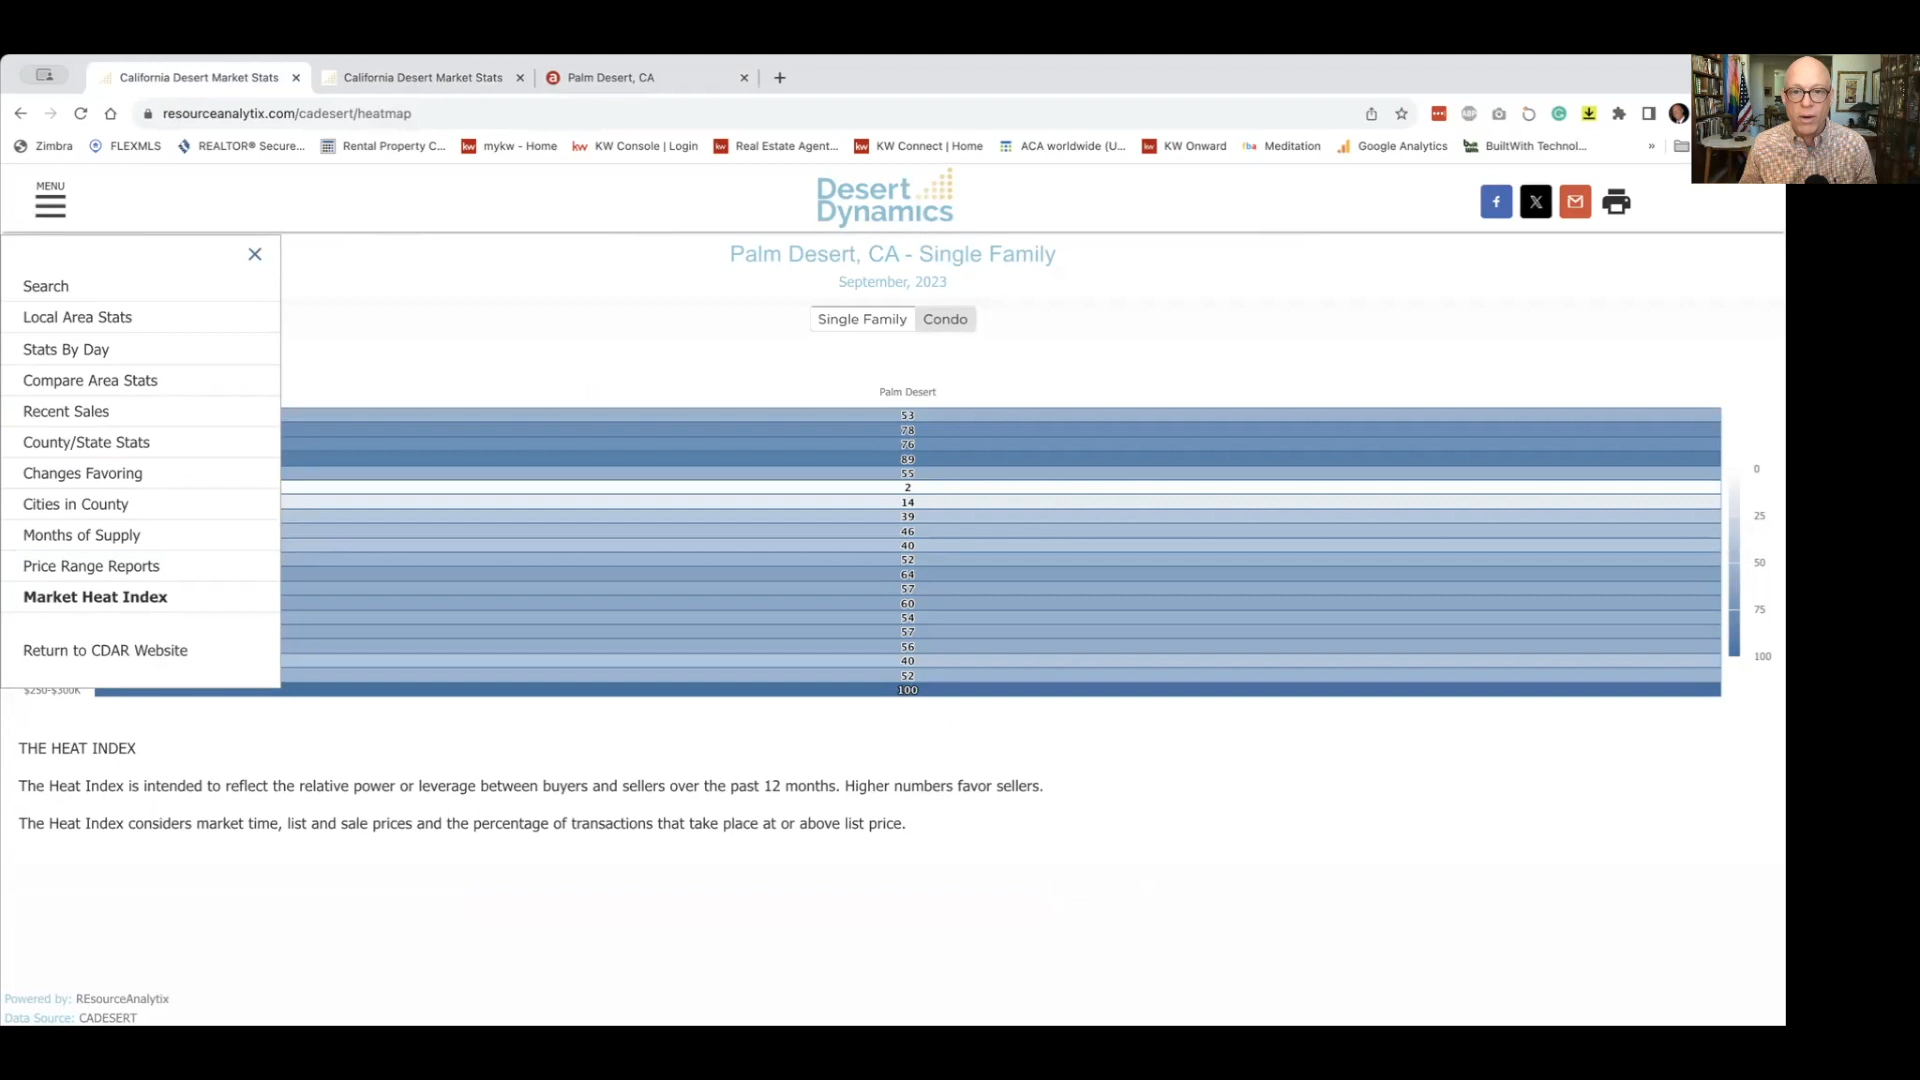 California Desert Market Stats
California Desert Market Stats
Palm Desert, CA
resourceanalytix.com/cadesert/heatmap
Zimbra
FLEXMLS
REALTOR® Secure...
Rental Property C...
mykw - Home
KW Console | Login
Real Estate Agent...
KW Connect | Home
ACA worldwide (U...
KW Onward
Meditation
Google Analytics
BuiltWith Technol...
»
MENU
Desert
Dynamics
Palm Desert, CA - Single Family
September, 2023
Single Family Condo
Search
Local Area Stats
Stats By Day
Compare Area Stats
Recent Sales
County/State Stats
Changes Favoring
Cities in County
Months of Supply
Price Range Reports
Market Heat Index
Return to CDAR Website
$250-$300K
Palm Desert
53
78
76
89
55
2
14
39
46
40
52
64
57
60
54
57
56
40
52
100
0
25
50
75
100
THE HEAT INDEX
The Heat Index is intended to reflect the relative power or leverage between buyers and sellers over the past 12 months. Higher numbers favor sellers.
The Heat Index considers market time, list and sale prices and the percentage of transactions that take place at or above list price.
Powered by: REsourceAnalytix
Data Source: CADESERT